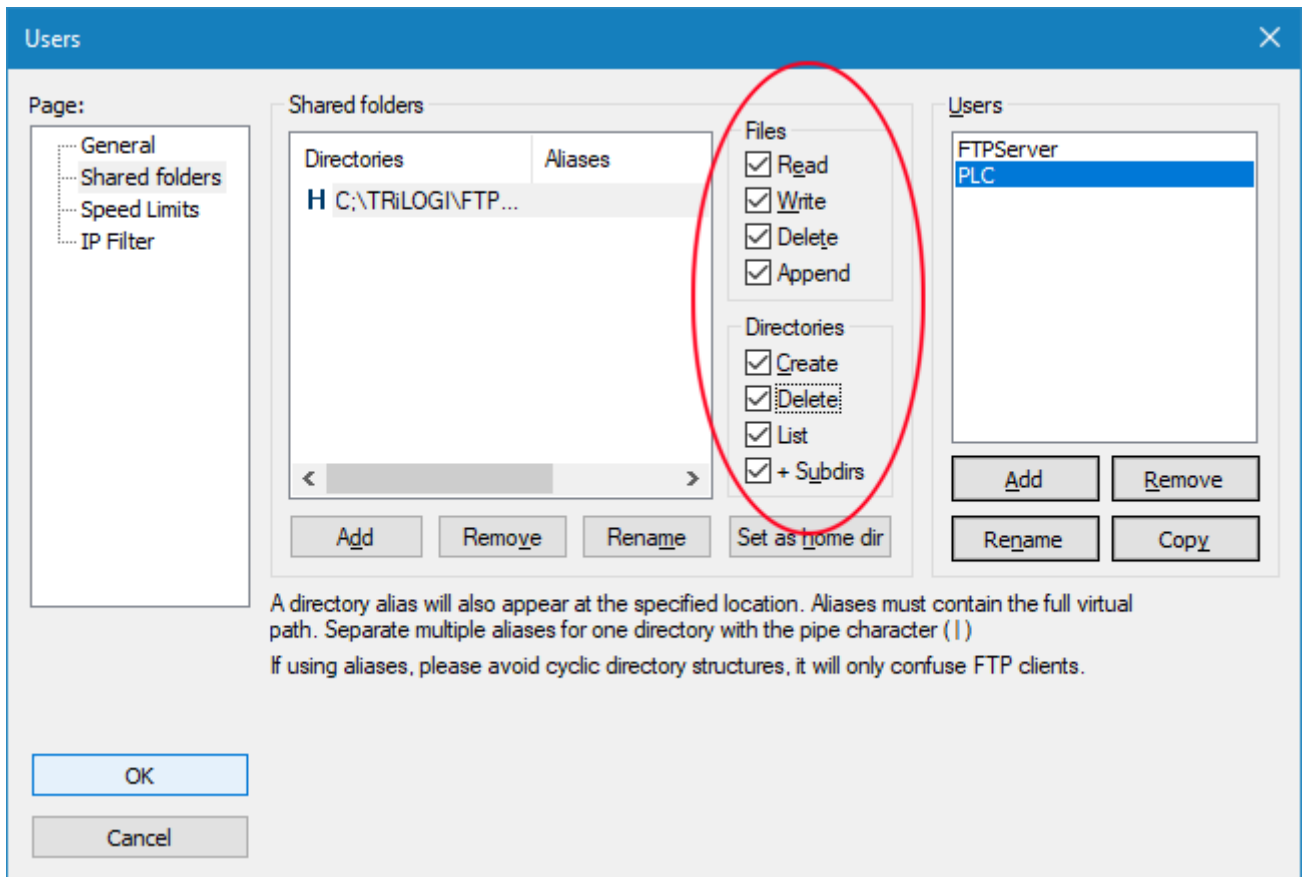 Users
Page:
General
Shared folders
Speed Limits
IP Filter
Shared folders
Directories Aliases
H C;\TRiLOGI\FTP...
Files
Read
Write
Delete
Append
Directories
Create
Delete
List
+ Subdirs
Add Remove Rename Set as home dir
Users
FTPServer
PLC
Add Remove
Rename Copy
A directory alias will also appear at the specified location. Aliases must contain the full virtual
path. Separate multiple aliases for one directory with the pipe character (|)
If using aliases, please avoid cyclic directory structures, it will only confuse FTP clients.
OK
Cancel